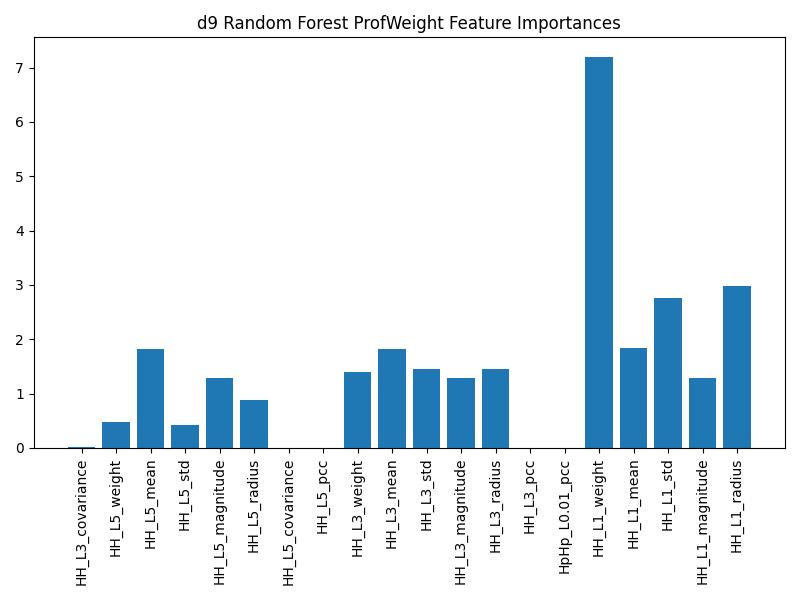 d9 Random Forest ProfWeight Feature Importances
7
6
5
4
3
2
1
0
HH_L3_covariance
HH_L5_weight
HH_L5_mean
HH_L5_std
HH_L5_magnitude
HH_L5_radius
HH_L5_covariance
HH_L5_pcc
HH_L3_weight
HH_L3_mean
HH_L3_std
HH_L3_magnitude
HH_L3_radius
HH_L3_pcc
HpHp_L0.01_pcc
HH_L1_weight
HH_L1_mean
HH_L1_std
HH_L1_magnitude
HH_L1_radius